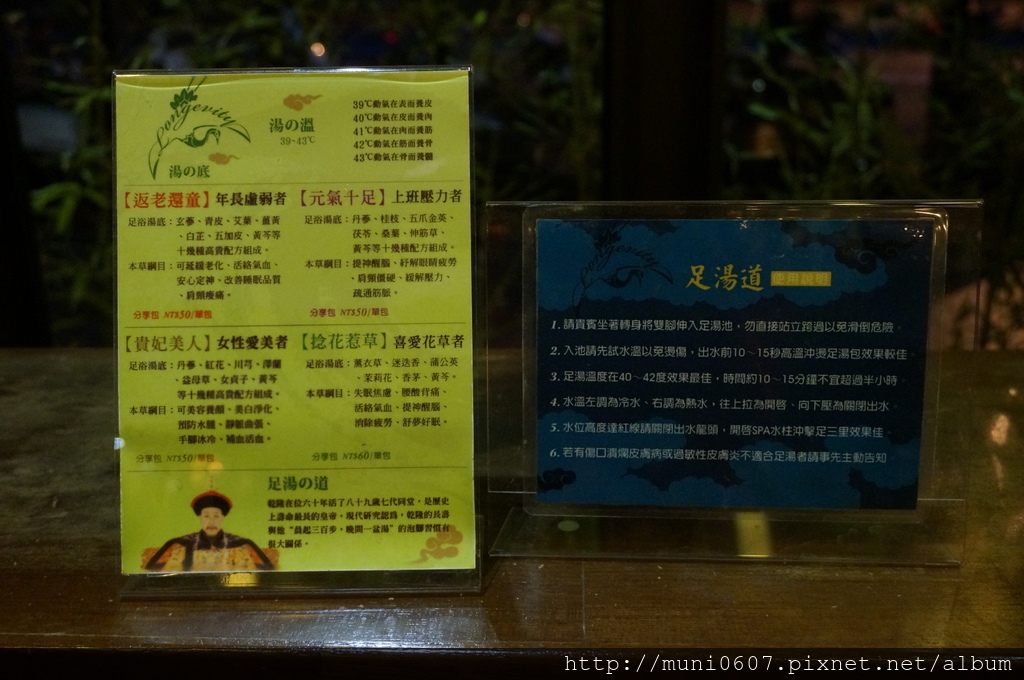 Longevity
湯の底
湯の溫
39~43℃
39℃動氣在表而養皮
40℃動氣在皮而養肉
41℃動氣在肉而養筋
42℃動氣在筋而養骨
43℃動氣在骨而養髓
【返老還童】年長虛弱者
足浴湯底：玄蔘、青皮、艾葉、薑黃
、白芷、五加皮、黃芩等
十幾種高貴配方組成。
本草綱目：可延緩老化、活絡氣血、
安心定神、改善睡眠品質
、肩頸痠痛。
分享包 NT$50/單包
【元氣十足】上班壓力者
足浴湯底：丹蔘、桂枝、五爪金英、
茯苓、桑葉、伸筋草、
黃芩等十幾種配方組成。
本草綱目：提神醒腦、紓解眼睛疲勞
、肩頸僵硬、緩解壓力、
疏通筋脈。
分享包 NT$50/單包
【貴妃美人】女性愛美者
足浴湯底：丹蔘、紅花、川芎、澤蘭
、益母草、女貞子、黃芩
等十幾種高貴配方組成。
本草綱目：可美容養顏、美白淨化、
預防水腫、靜脈曲張、
手腳冰冷、補血活血。
分享包 NT$50/單包
【捻花惹草】喜愛花草者
足浴湯底：薰衣草、迷迭香、蒲公英
、茉莉花、香茅、黃芩。
本草綱目：失眠焦慮、腰酸背痛、
活絡氣血、提神醒腦、
消除疲勞、舒夢好眠。
分享包 NT$60/單包
足湯の道
乾隆在位六十年活了八十九歲七代同堂，是歷史
上壽命最長的皇帝。現代研究認為，乾隆的長壽
與他“晨起三百步，晚間一盆湯”的泡腳習慣有
很大關係。
足湯道 使用說明
1. 請貴賓坐著轉身將雙腳伸入足湯池，勿直接站立跨過以免滑倒危險。
2. 入池請先試水溫以免燙傷，出水前10～15秒高溫沖燙足湯包效果較佳。
3. 足湯溫度在40～42度效果最佳，時間約10～15分鐘不宜超過半小時。
4. 水溫左調為冷水、右調為熱水，往上拉為開啓、向下壓為關閉出水。
5. 水位高度達紅線請關閉出水龍頭，開啓SPA水柱沖擊足三里效果佳。
6. 若有傷口潰爛皮膚病或過敏性皮膚炎不適合足湯者請事先主動告知。
http://muni0607.pixnet.net/album